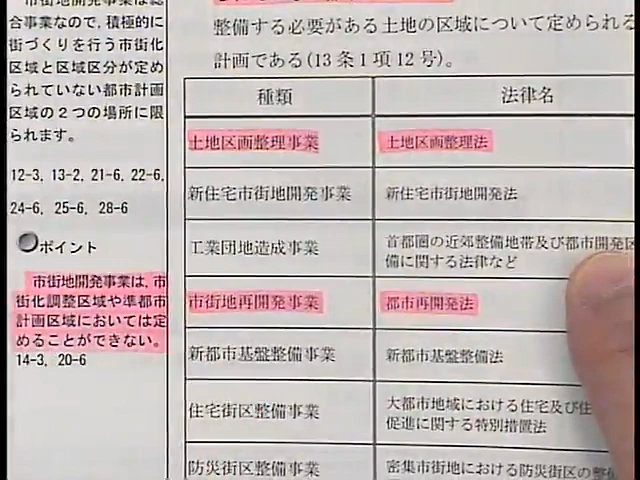 市街地開発事業は総
合事業なので、積極的に
街づくりを行う市街化
区域と区域区分が定め
られていない都市計画
区域の2つの場所に限
られます。
12-3, 13-2, 21-6, 22-6,
24-6, 25-6, 28-6
ポイント
市街地開発事業は、市
街化調整区域や準都市
計画区域においては定
めることができない。
14-3, 20-6
整備する必要がある土地の区域について定められる
計画である(13条1項12号)。
種類 法律名
土地区画整理事業 土地区画整理法
新住宅市街地開発事業 新住宅市街地開発法
工業団地造成事業 首都圏の近郊整備地帯及び都市開発区
備に関する法律など
市街地再開発事業 都市再開発法
新都市基盤整備事業 新都市基盤整備法
住宅街区整備事業 大都市地域における住宅及び住
促進に関する特別措置法
防災街区整備事業 密集市街地における防災街区の整備